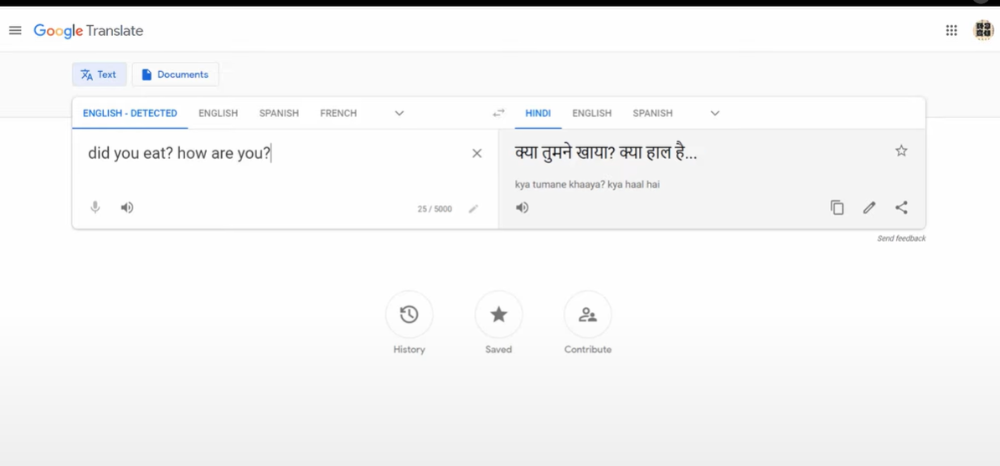 Google Translate
Text Documents
ENGLISH - DETECTED ENGLISH SPANISH FRENCH HINDI ENGLISH SPANISH
did you eat? how are you? क्या तुमने खाया? क्या हाल है...
kya tumane khaaya? kya haal hai
25 / 5000
Send feedback
History Saved Contribute